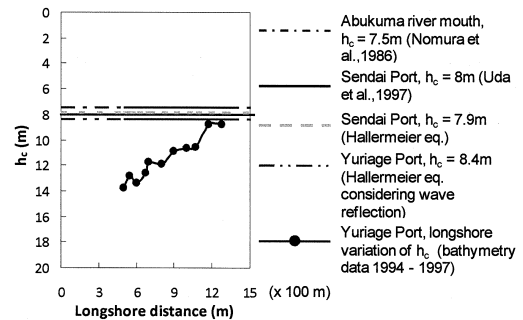 0
2
4
6
8
10
12
14
16
18
20
h_c (m)
0 3 6 9 12 15 (x 100 m)
Longshore distance (m)
Abukuma river mouth,
h_c = 7.5m (Nomura et
al.,1986)
Sendai Port, h_c = 8m (Uda
et al.,1997)
Sendai Port, h_c = 7.9m
(Hallermeier eq.)
Yuriage Port, h_c = 8.4m
(Hallermeier eq.
considering wave
reflection)
Yuriage Port, longshore
variation of h_c (bathymetry
data 1994 - 1997)